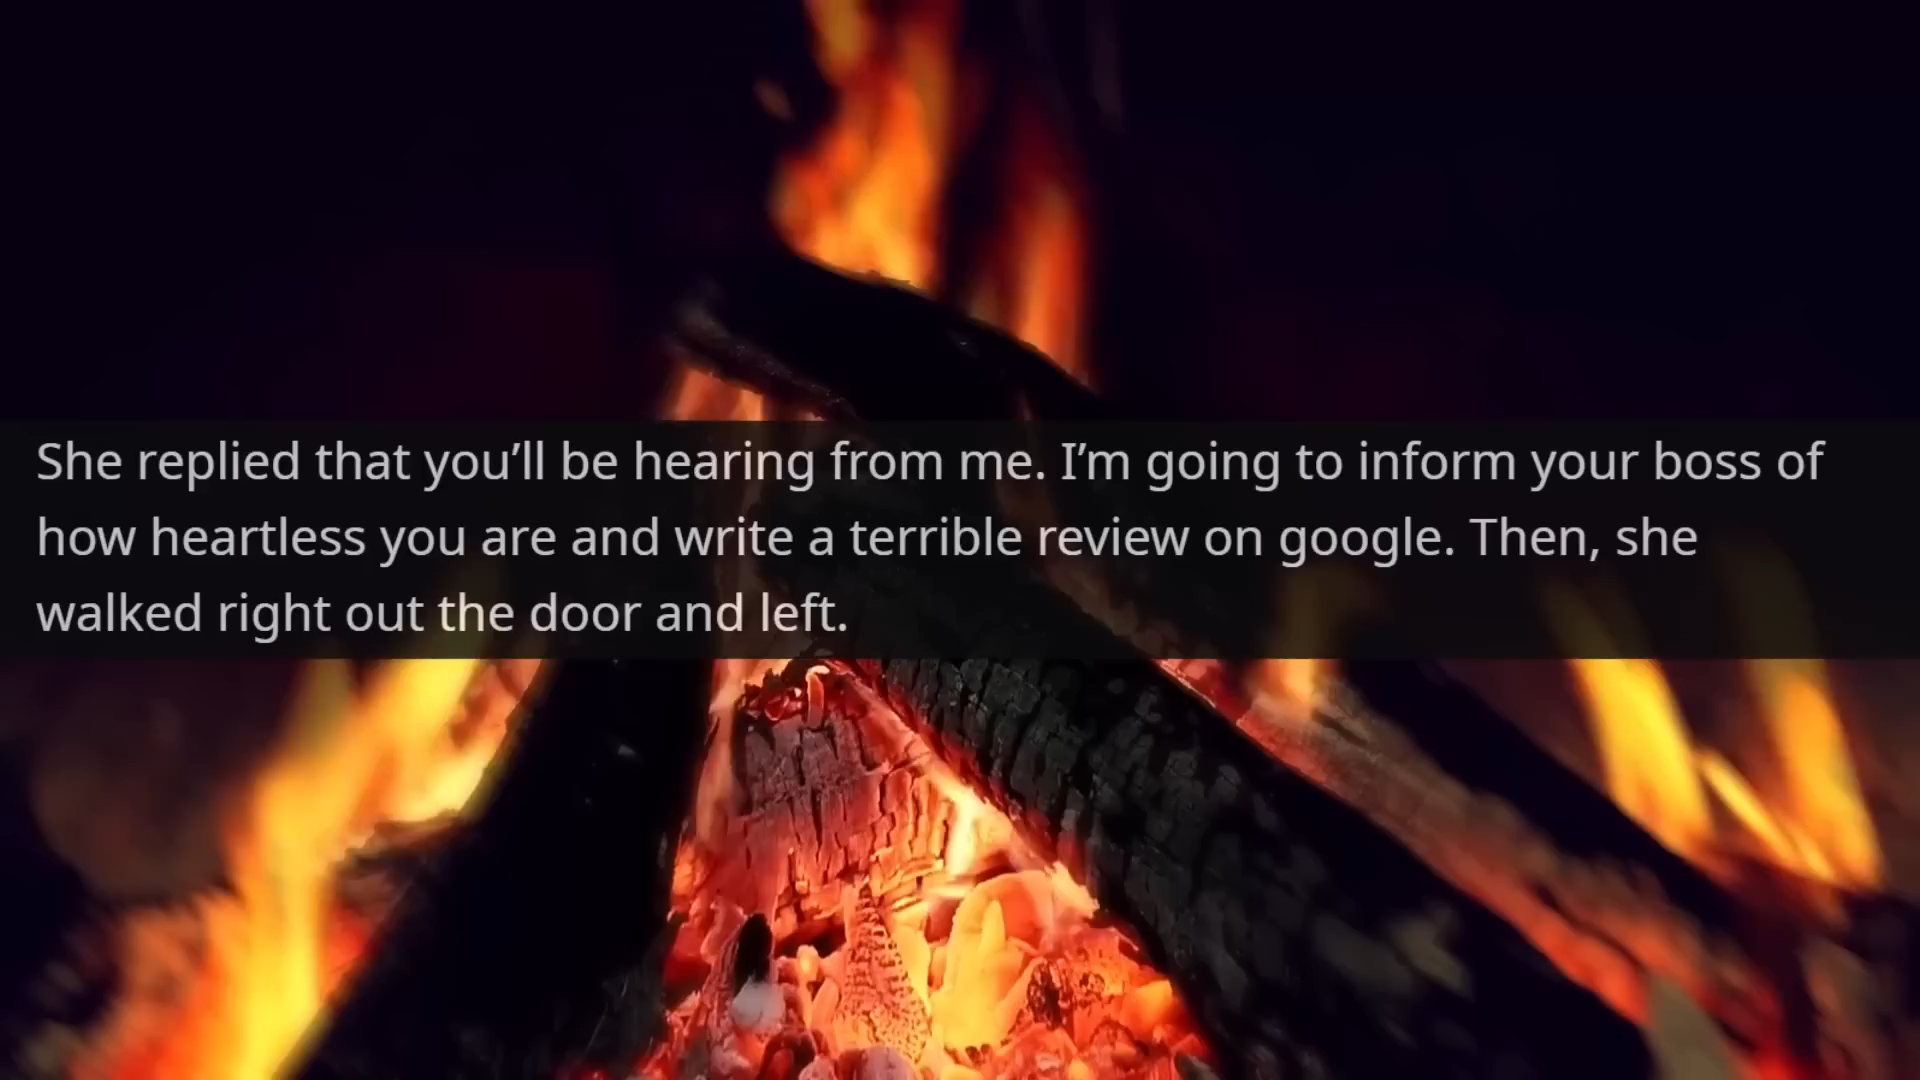 She replied that you’ll be hearing from me. I’m going to inform your boss of
how heartless you are and write a terrible review on google. Then, she
walked right out the door and left.